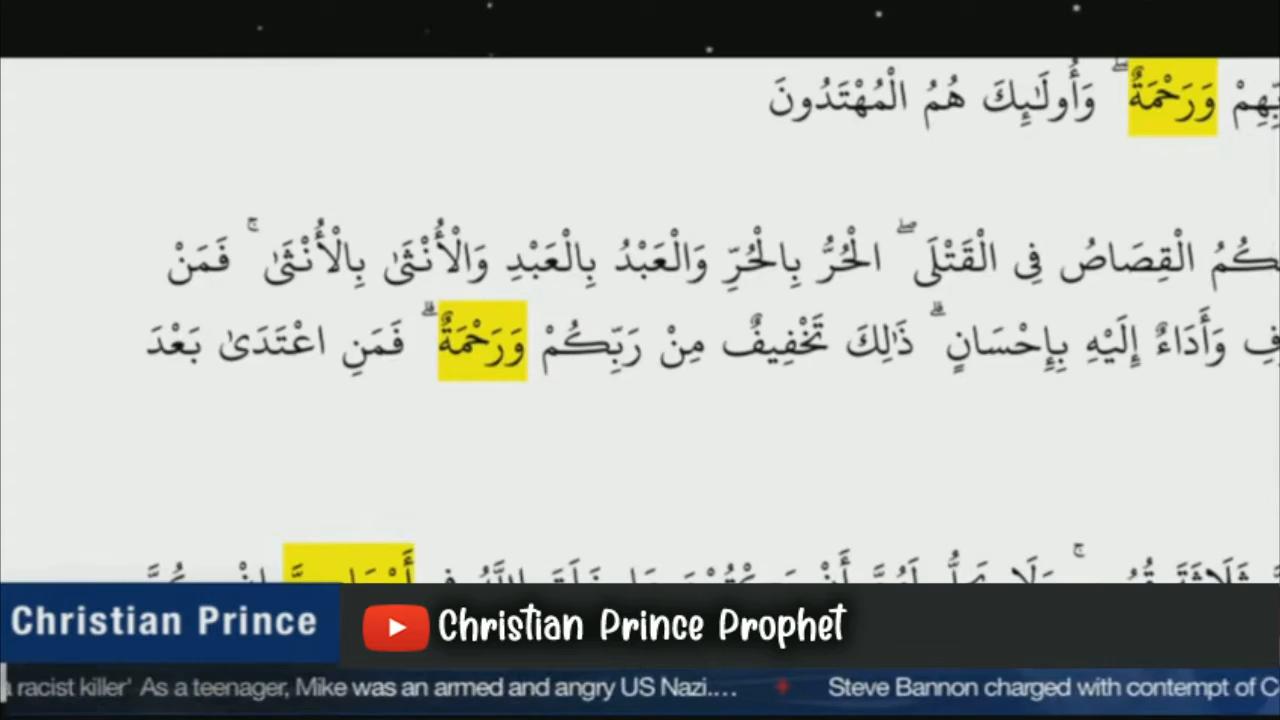 وَرَحْمَةٌ ۖ وَأُولَٰئِكَ هُمُ الْمُهْتَدُونَ
الْقِصَاصُ فِي الْقَتْلَى ۖ الْحُرُّ بِالْحُرِّ وَالْعَبْدُ بِالْعَبْدِ وَالْأُنْثَىٰ بِالْأُنْثَىٰ ۚ فَمَنْ
وَأَدَاءٌ إِلَيْهِ بِإِحْسَانٍ ۗ ذَٰلِكَ تَخْفِيفٌ مِنْ رَبِّكُمْ وَرَحْمَةٌ ۗ فَمَنِ اعْتَدَىٰ بَعْدَ
Christian Prince
Christian Prince Prophet
a racist killer' As a teenager, Mike was an armed and angry US Nazi.... Steve Bannon charged with contempt of C